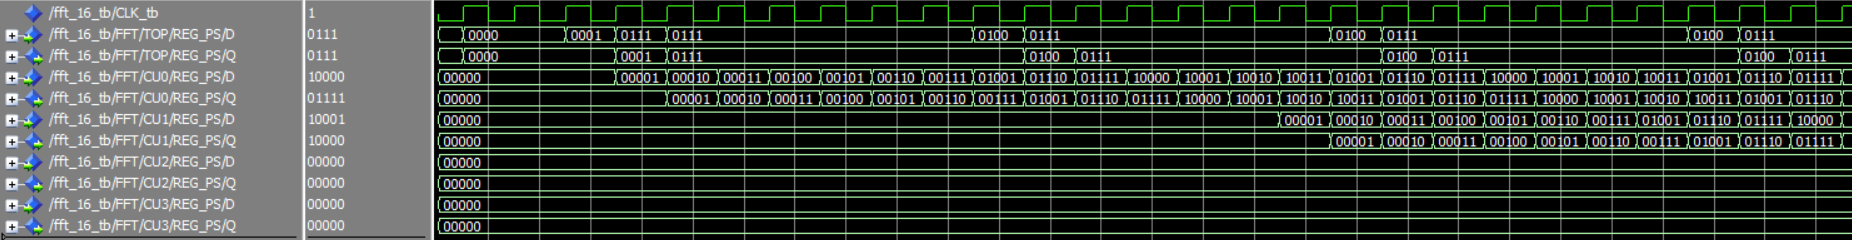 /fft_16_tb/CLK_tb 1
/fft_16_tb/FFT/TOP/REG_PS/D 0111 0000 0001 0111 0111 0100 0111 0100 0111 0100 0111
/fft_16_tb/FFT/TOP/REG_PS/Q 0111 0000 0001 0111 0100 0111 0100 0111 0100 0111
/fft_16_tb/FFT/CU0/REG_PS/D 10000 00000 00001 00010 00011 00100 00101 00110 00111 01001 01110 01111 10000 10001 10010 10011 01001 01110 01111 10000 10001 10010 10011 01001 01110 01111
/fft_16_tb/FFT/CU0/REG_PS/Q 01111 00000 00001 00010 00011 00100 00101 00110 00111 01001 01110 01111 10000 10001 10010 10011 01001 01110 01111 10000 10001 10010 10011 01001 01110
/fft_16_tb/FFT/CU1/REG_PS/D 10001 00000 00001 00010 00011 00100 00101 00110 00111 01001 01110 01111 10000
/fft_16_tb/FFT/CU1/REG_PS/Q 10000 00000 00001 00010 00011 00100 00101 00110 00111 01001 01110 01111
/fft_16_tb/FFT/CU2/REG_PS/D 00000 00000
/fft_16_tb/FFT/CU2/REG_PS/Q 00000 00000
/fft_16_tb/FFT/CU3/REG_PS/D 00000 00000
/fft_16_tb/FFT/CU3/REG_PS/Q 00000 00000